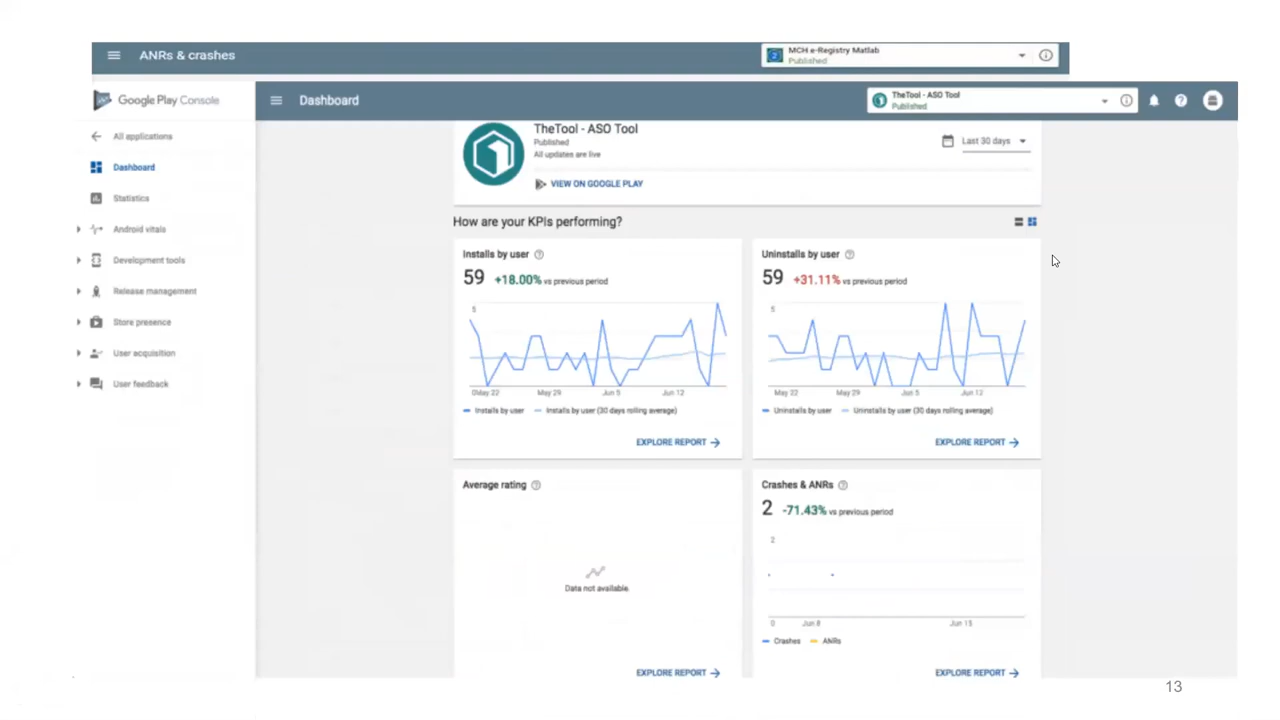 ANRs & crashes
MCH e-Registry Matlab
Published
Google Play Console
Dashboard
TheTool - ASO Tool
Published
All applications
Dashboard
Statistics
Android vitals
Development tools
Release management
Store presence
User acquisition
User feedback
TheTool - ASO Tool
Published
All updates are live
VIEW ON GOOGLE PLAY
Last 30 days
How are your KPIs performing?
Installs by user
59 +18.00% vs previous period
5
May 22 May 29 Jun 5 Jun 12
Installs by user Installs by user (30 days rolling average)
EXPLORE REPORT
Uninstalls by user
59 +31.11% vs previous period
5
May 22 May 29 Jun 5 Jun 12
Uninstalls by user Uninstalls by user (30 days rolling average)
EXPLORE REPORT
Average rating
Data not available
EXPLORE REPORT
Crashes & ANRs
2 -71.43% vs previous period
2
0 Jun 8 Jun 15
Crashes ANRs
EXPLORE REPORT
13